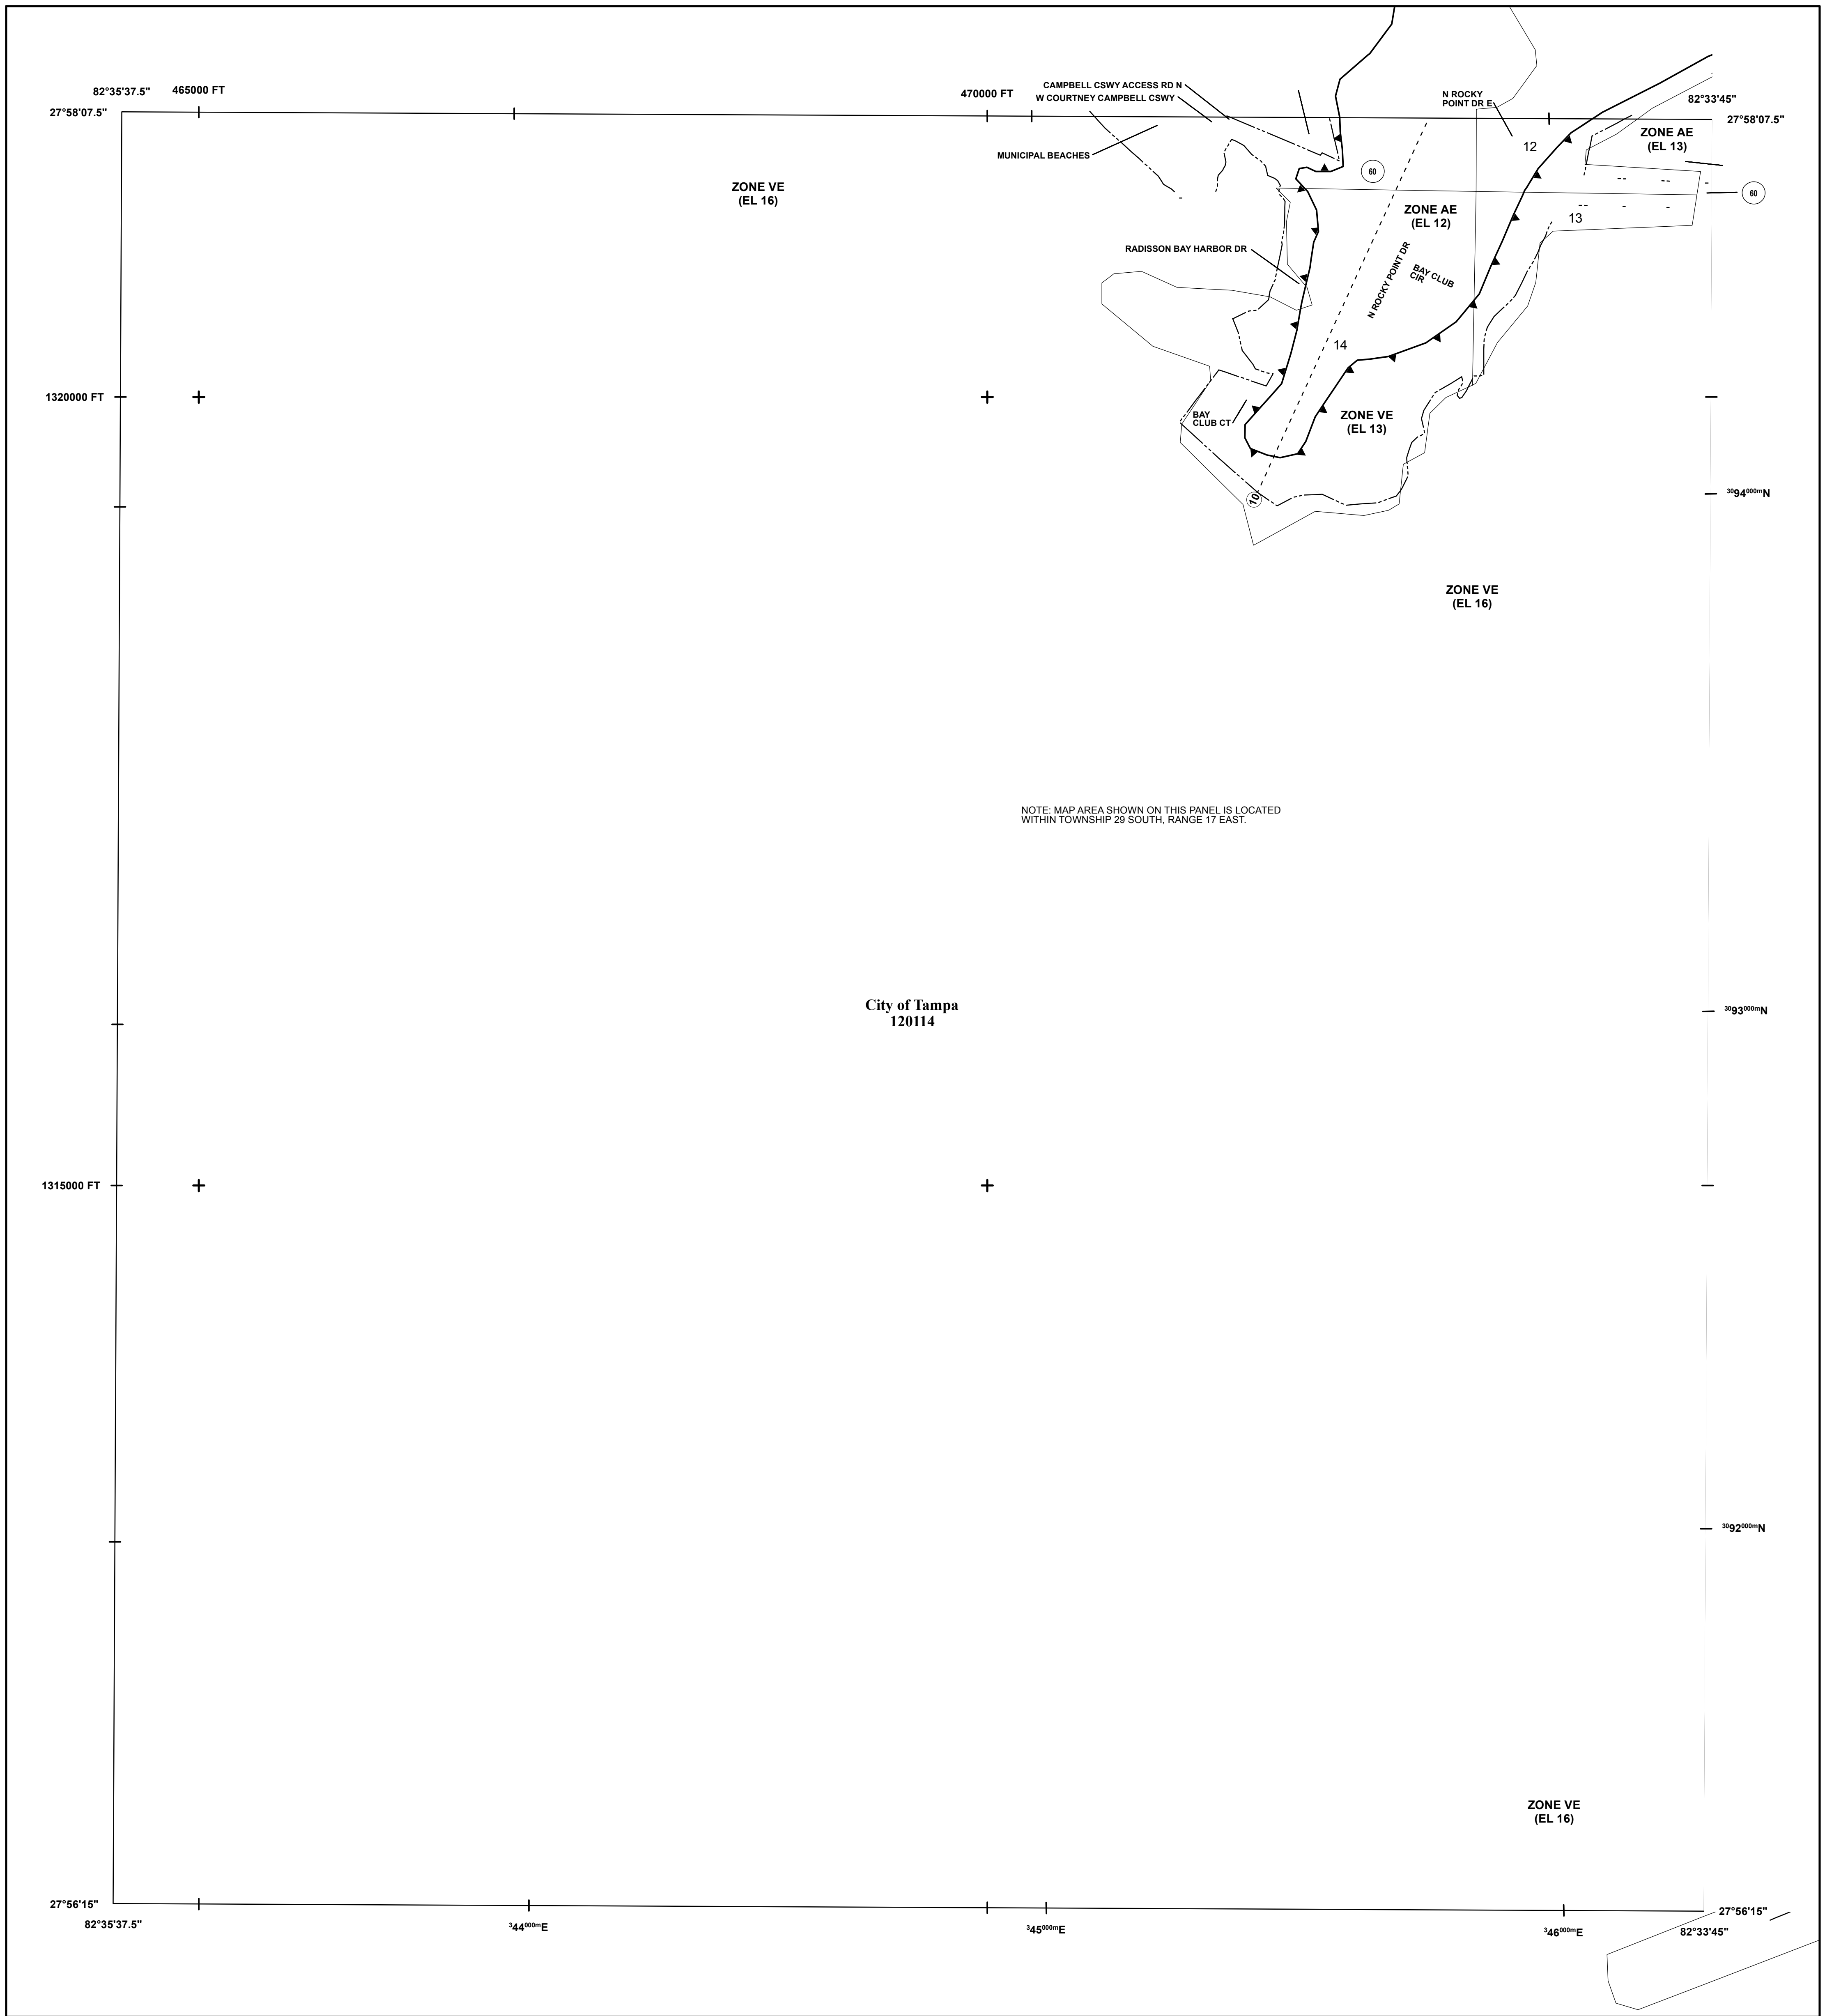 CAMPBELL CSWY ACCESS RD N
W COURTNEY CAMPBELL CSWY
82°35'37.5"
465000 FT
470000 FT
N ROCKY
POINT DR E
82°33'45"
27°58'07.5"
27°58'07.5"
MUNICIPAL BEACHES
12
ZONE AE
(EL 13)
60
60
ZONE VE
(EL 16)
ZONE AE
(EL 12)
13
RADISSON BAY HARBOR DR
N ROCKY POINT DR
BAY CLUB
CIR
14
1320000 FT
BAY
CLUB CT
ZONE VE
(EL 13)
10
3094000mN
ZONE VE
(EL 16)
NOTE: MAP AREA SHOWN ON THIS PANEL IS LOCATED
WITHIN TOWNSHIP 29 SOUTH, RANGE 17 EAST.
City of Tampa
120114
3093000mN
1315000 FT
3092000mN
ZONE VE
(EL 16)
27°56'15"
27°56'15"
82°35'37.5"
344000mE
345000mE
346000mE
82°33'45"